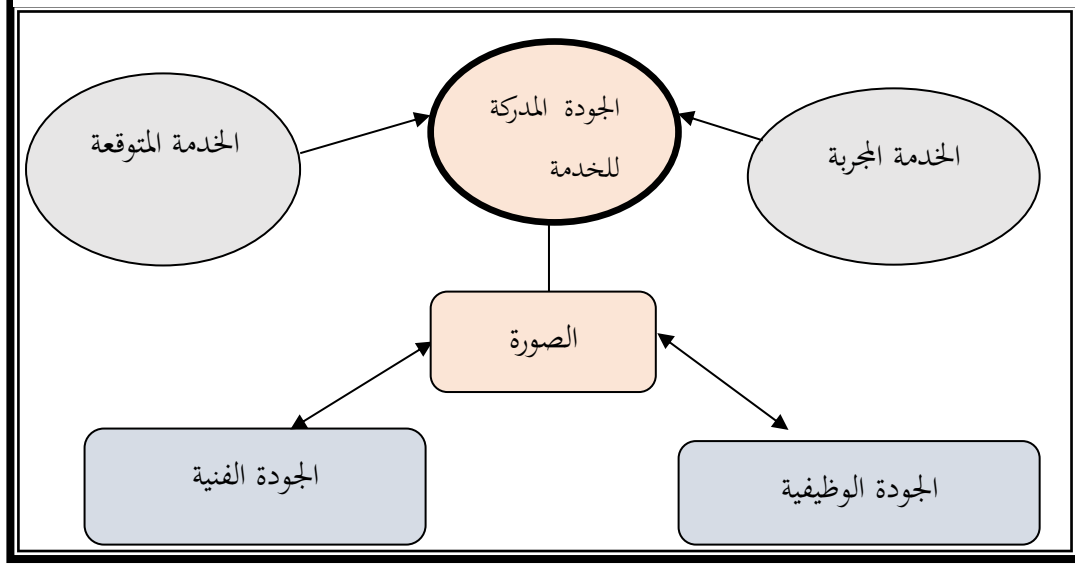 الجودة المدركة
للخدمة
الخدمة المجربة
الخدمة المتوقعة
الصورة
الجودة الوظيفية
الجودة الفنية